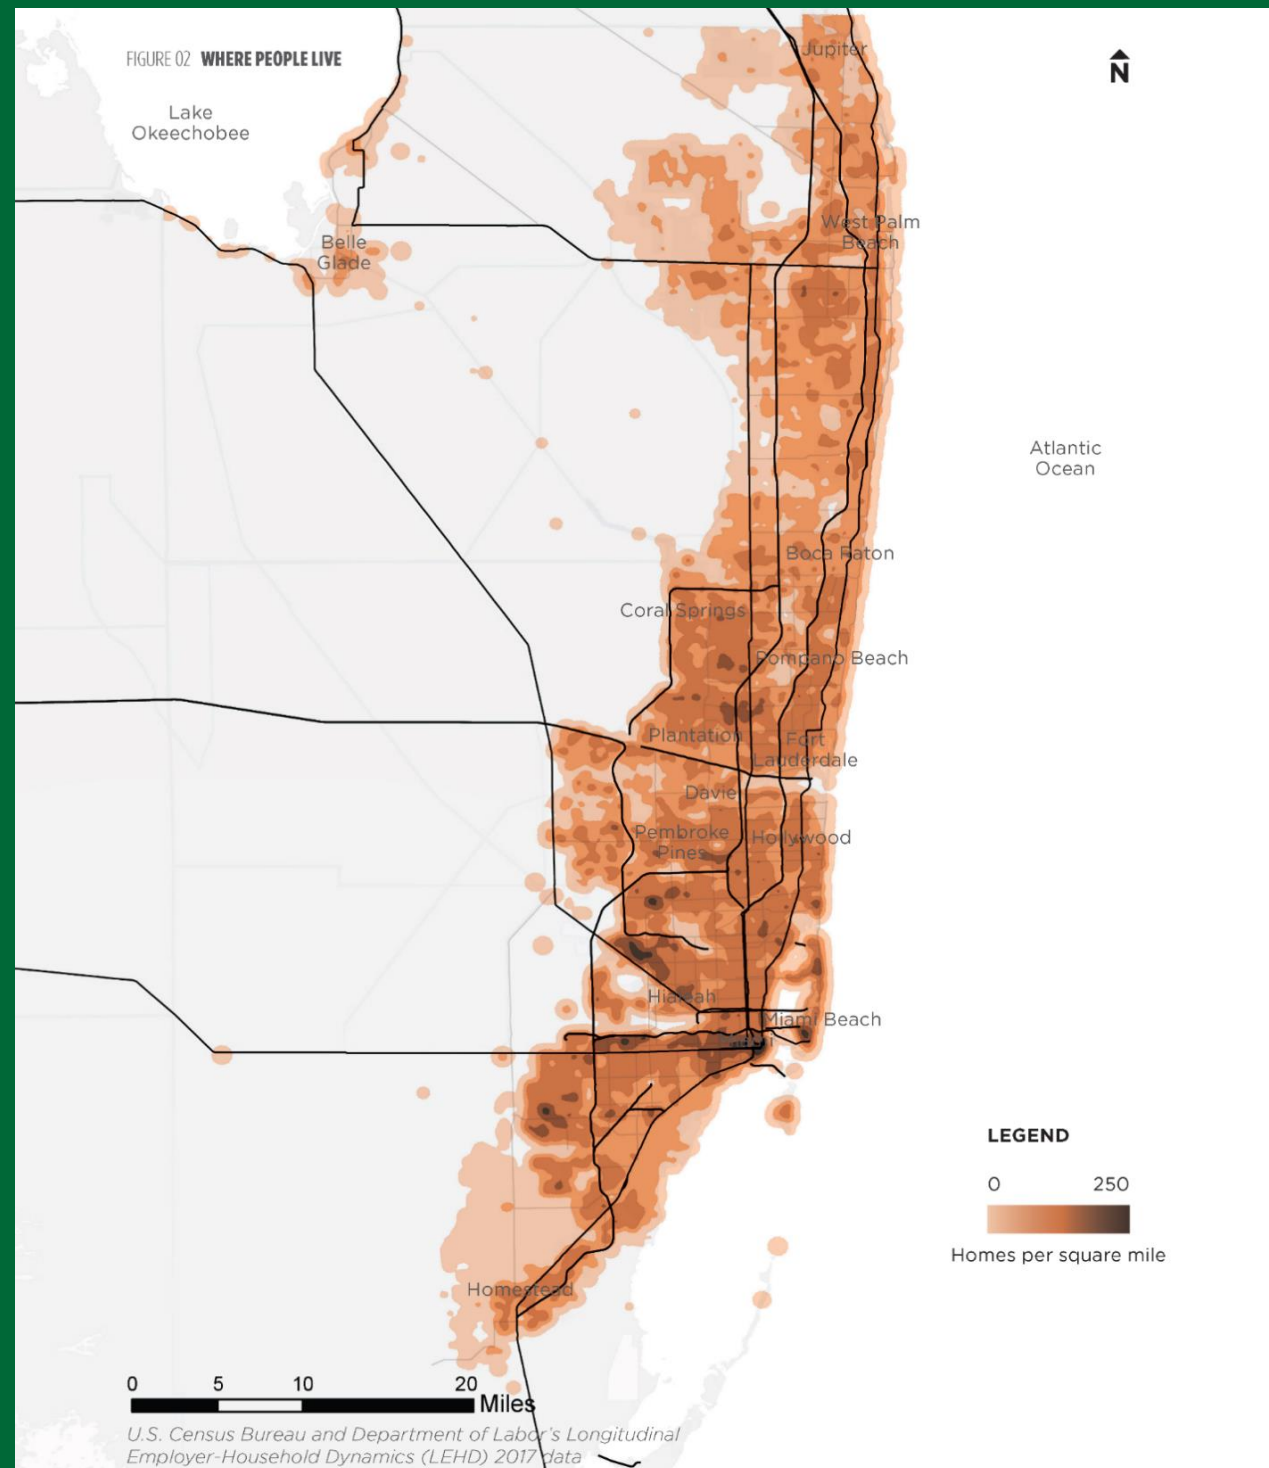 FIGURE 02 WHERE PEOPLE LIVE
Jupiter
N
Lake
Okeechobee
West Palm
Beach
Belle
Glade
Atlantic
Ocean
Boca Raton
Coral Springs
Pompano Beach
Plantation
Fort
Lauderdale
Davie
Pembroke
Pines
Hollywood
Hialeah
Miami Beach
Miami
LEGEND
0 250
Homes per square mile
Homestead
0 5 10 20
Miles
U.S. Census Bureau and Department of Labor's Longitudinal
Employer-Household Dynamics (LEHD) 2017 data